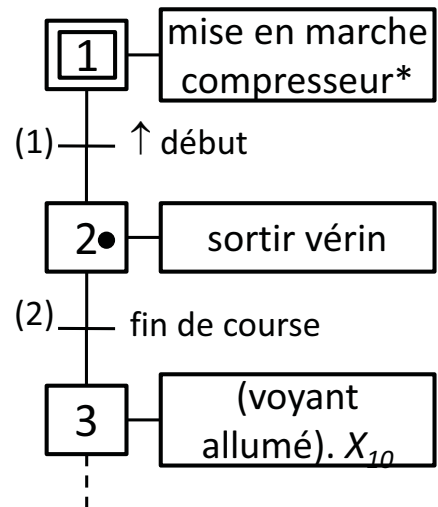 1
mise en marche
compresseur*
(1) ↑ début
2
sortir vérin
(2) fin de course
3
(voyant
allumé). X10